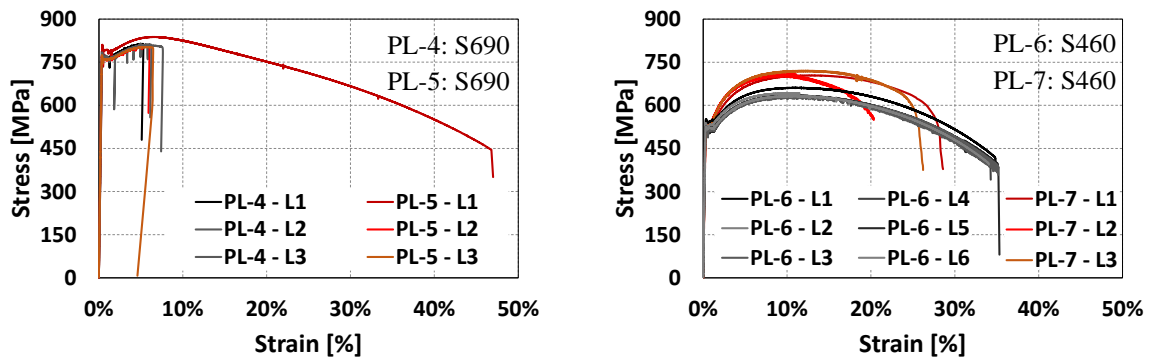 Stress [MPa]
900
750
600
450
300
150
0
PL-4: S690
PL-5: S690
PL-4 - L1
PL-5 - L1
PL-4 - L2
PL-5 - L2
PL-4 - L3
PL-5 - L3
0% 10% 20% 30% 40% 50%
Strain [%]
Stress [MPa]
900
750
600
450
300
150
0
PL-6: S460
PL-7: S460
PL-6 - L1
PL-6 - L4
PL-7 - L1
PL-6 - L2
PL-6 - L5
PL-7 - L2
PL-6 - L3
PL-6 - L6
PL-7 - L3
0% 10% 20% 30% 40% 50%
Strain [%]